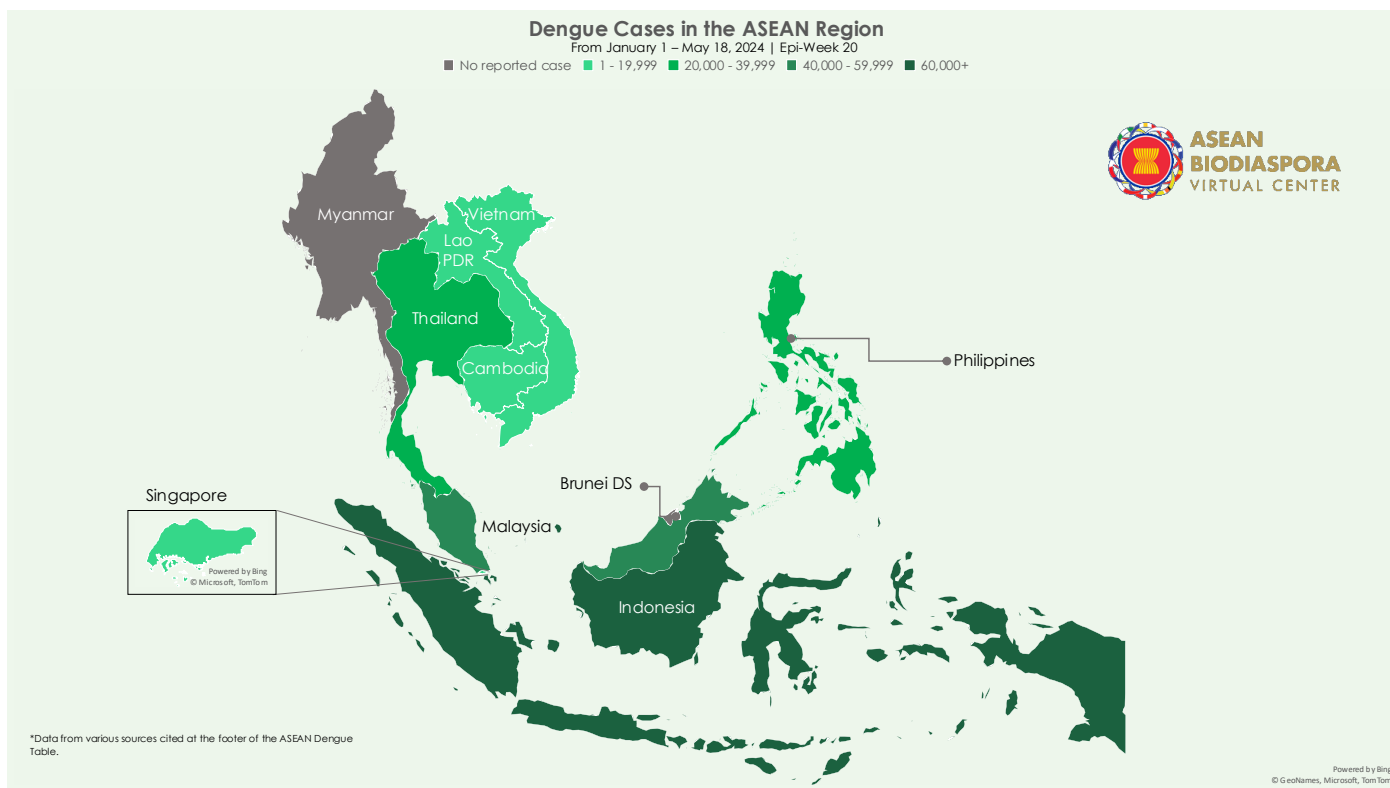 Dengue Cases in the ASEAN Region
From January 1 – May 18, 2024 | Epi-Week 20
No reported case 1 - 19,999 20,000 - 39,999 40,000 - 59,999 60,000+
ASEAN
BIODIASPORA
VIRTUAL CENTER
Myanmar
Vietnam
Lao
PDR
Thailand
Cambodia
Philippines
Brunei DS
Singapore
Malaysia
Powered by Bing
© Microsoft, TomTom
Indonesia
*Data from various sources cited at the footer of the ASEAN Dengue
Table.
Powered by Bing
© GeoNames, Microsoft, TomTom